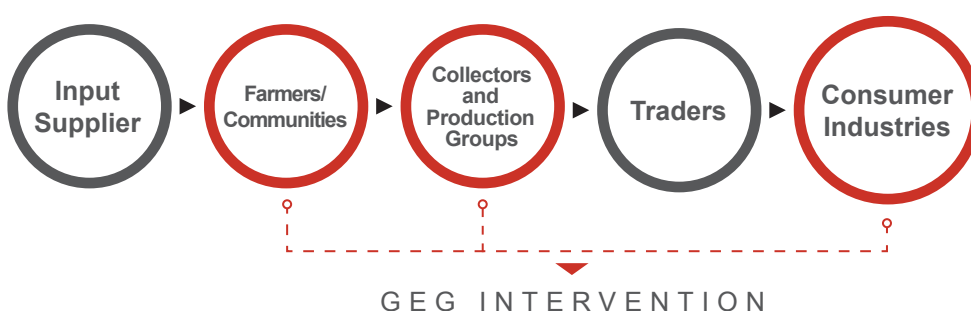 Input
Supplier
Farmers/
Communities
Collectors
and
Production
Groups
Traders
Consumer
Industries
GEG INTERVENTION